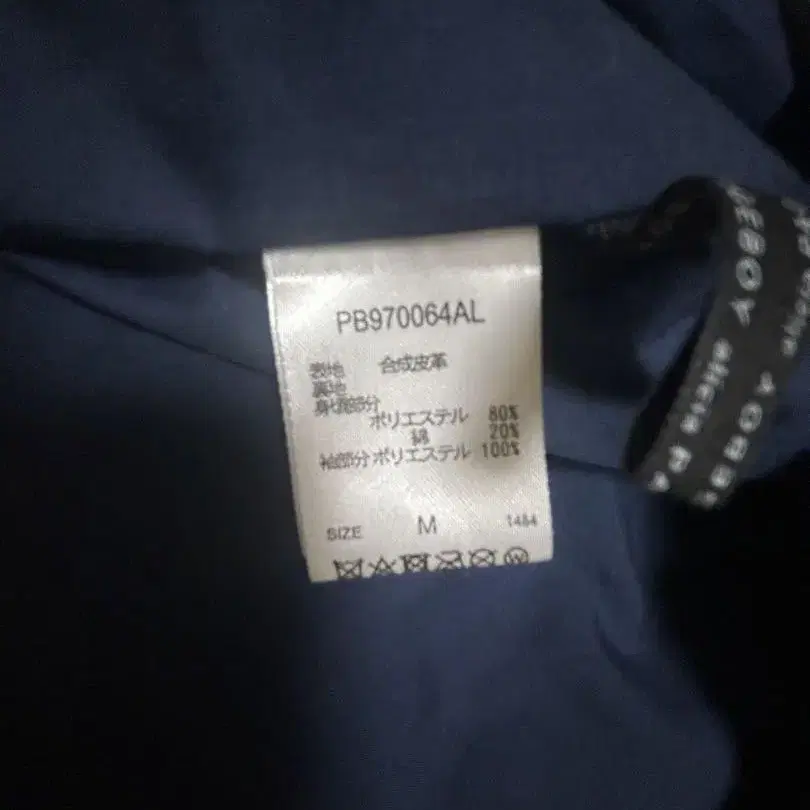 PB970064AL
表地 合成皮革
裏地
身頃部分
ポリエステル 80%
綿 20%
袖部分 ポリエステル 100%
SIZE M 1484